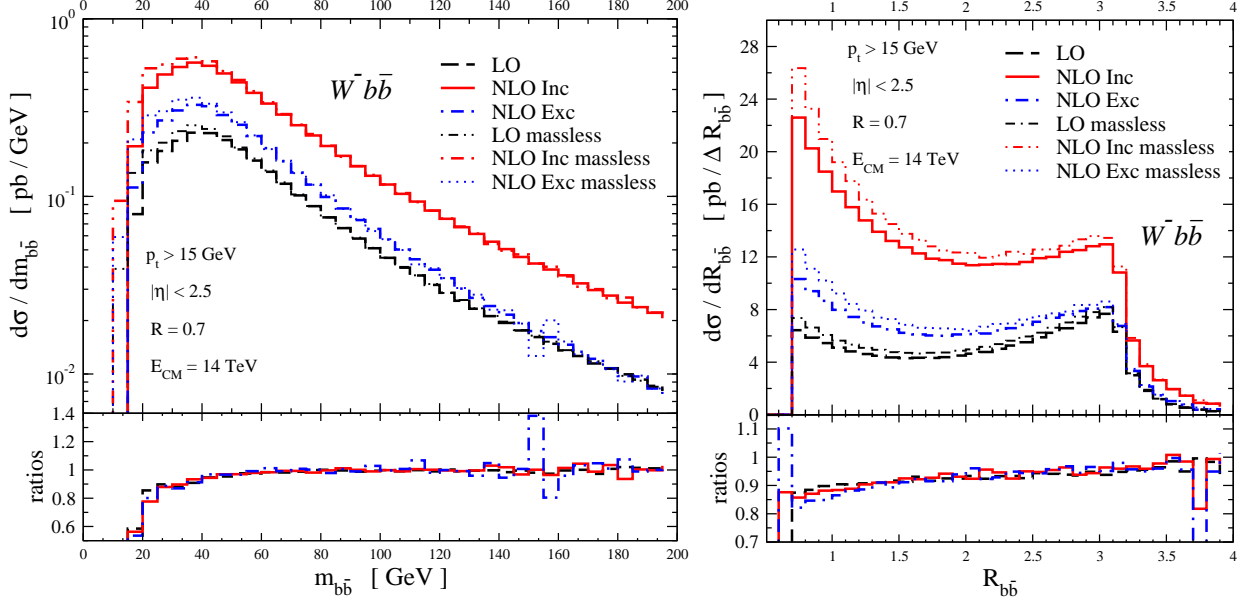 0 20 40 60 80 100 120 140 160 180 200
10^0
10^-1
10^-2
dσ / dm_bb̄ [ pb / GeV ]
W^- bb̄
LO
NLO Inc
NLO Exc
LO massless
NLO Inc massless
NLO Exc massless
p_t > 15 GeV
|η| < 2.5
R = 0.7
E_CM = 14 TeV
1.4
1.2
1.0
0.8
0.6
ratios
0 20 40 60 80 100 120 140 160 180 200
m_bb̄ [ GeV ]
1 1.5 2 2.5 3 3.5 4
28
24
20
16
12
8
4
0
dσ / dR_bb̄ [ pb / Δ R_bb̄ ]
p_t > 15 GeV
|η| < 2.5
R = 0.7
E_CM = 14 TeV
LO
NLO Inc
NLO Exc
LO massless
NLO Inc massless
NLO Exc massless
W^- bb̄
1.1
1.0
0.9
0.8
0.7
ratios
1 1.5 2 2.5 3 3.5 4
R_bb̄